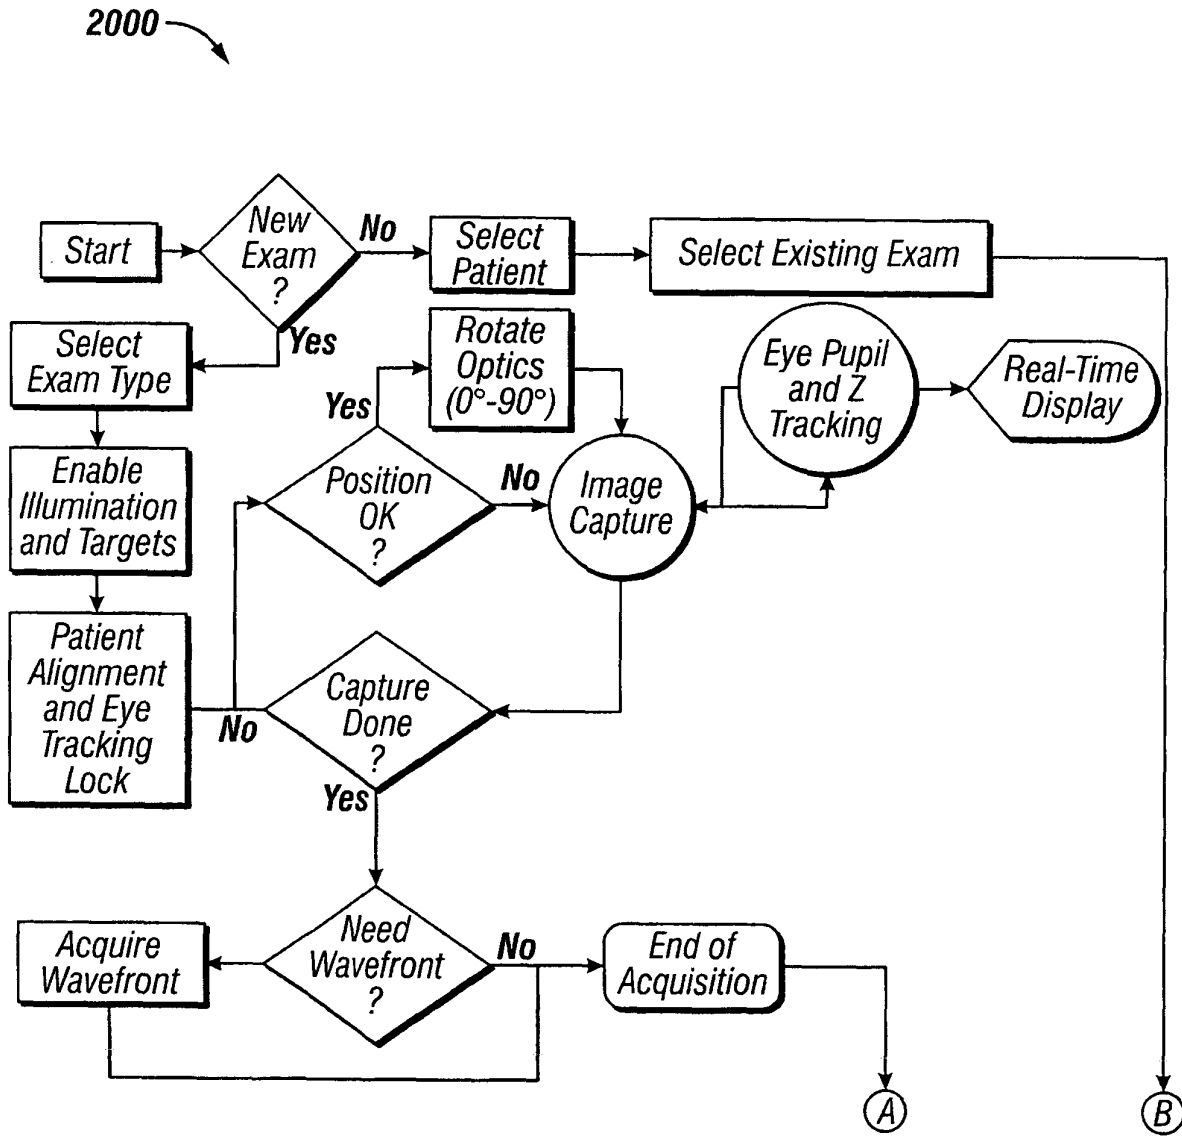 2000
Start
New
Exam
?
No
Select
Patient
Select Existing Exam
Yes
Select
Exam Type
Rotate
Optics
(0°-90°)
Eye Pupil
and Z
Tracking
Real-Time
Display
Yes
Enable
Illumination
and Targets
Position
OK
?
No
Image
Capture
Patient
Alignment
and Eye
Tracking
Lock
No
Capture
Done
?
Yes
Acquire
Wavefront
Need
Wavefront
?
No
End of
Acquisition
A
B